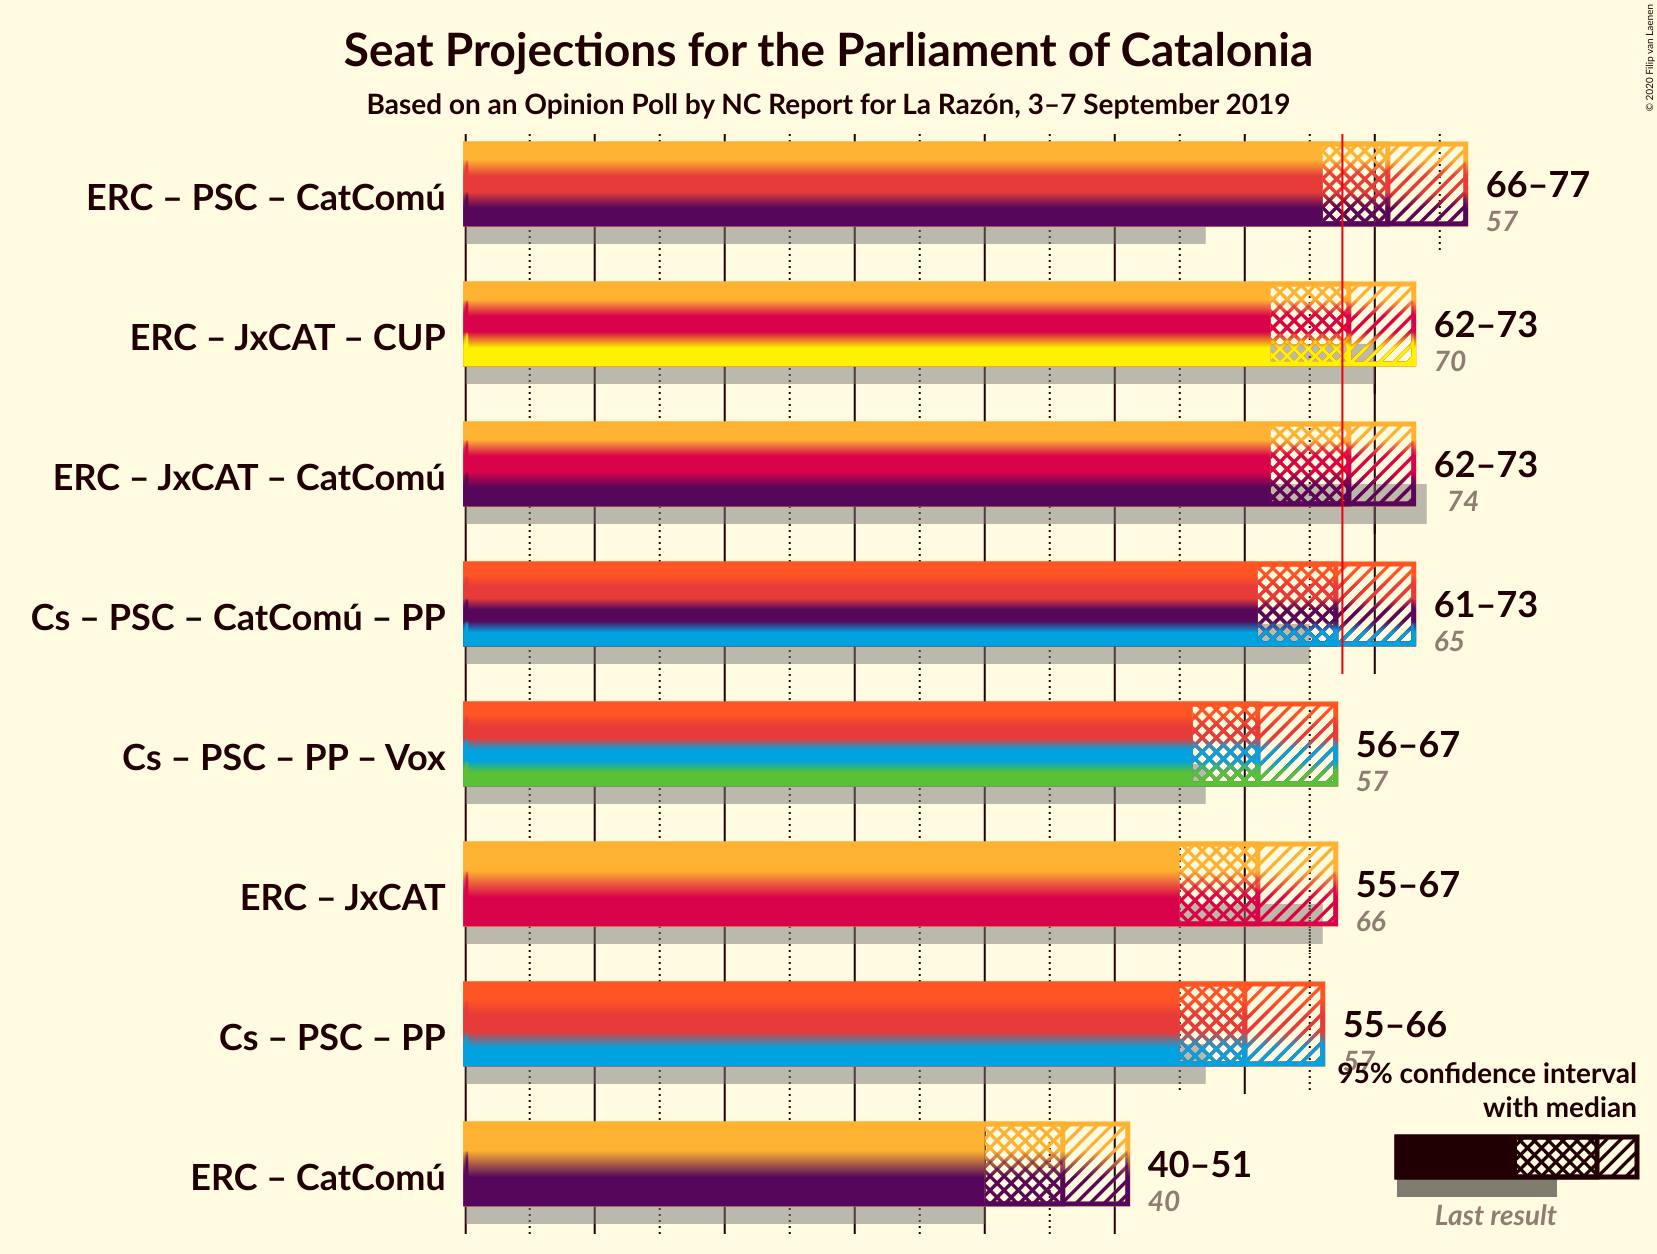 Seat Projections for the Parliament of Catalonia
Based on an Opinion Poll by NC Report for La Razón, 3–7 September 2019
© 2020 Filip van Laenen
ERC – PSC – CatComú
66–77
57
ERC – JxCAT – CUP
62–73
70
ERC – JxCAT – CatComú
62–73
74
Cs – PSC – CatComú – PP
61–73
65
Cs – PSC – PP – Vox
56–67
57
ERC – JxCAT
55–67
66
Cs – PSC – PP
55–66
57
95% confidence interval
with median
ERC – CatComú
40–51
40
Last result